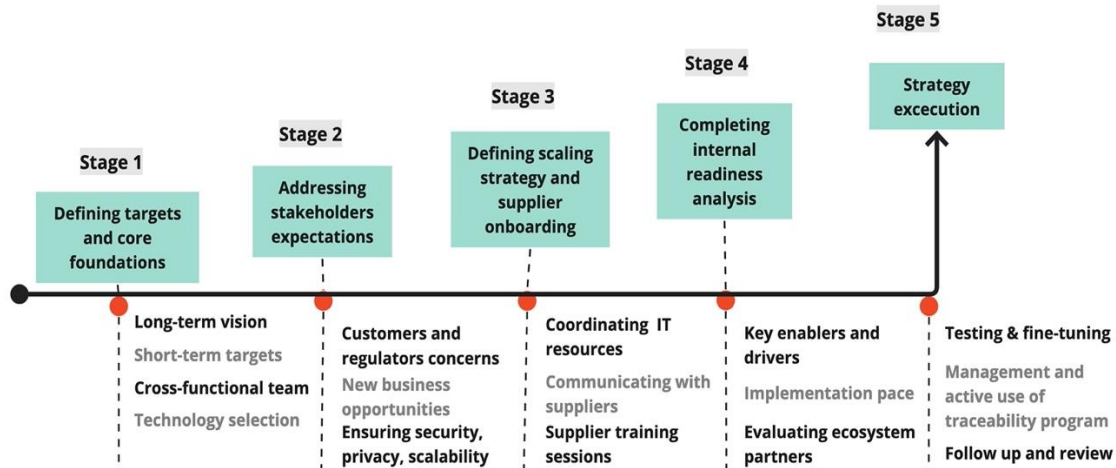 Stage 1
Defining targets
and core
foundations
Long-term vision
Short-term targets
Cross-functional team
Technology selection
Stage 2
Addressing
stakeholders
expectations
Customers and
regulators concerns
New business
opportunities
Ensuring security,
privacy, scalability
Stage 3
Defining scaling
strategy and
supplier
onboarding
Coordinating IT
resources
Communicating with
suppliers
Supplier training
sessions
Stage 4
Completing
internal
readiness
analysis
Key enablers and
drivers
Implementation pace
Evaluating ecosystem
partners
Stage 5
Strategy
excecution
Testing & fine-tuning
Management and
active use of
traceability program
Follow up and review